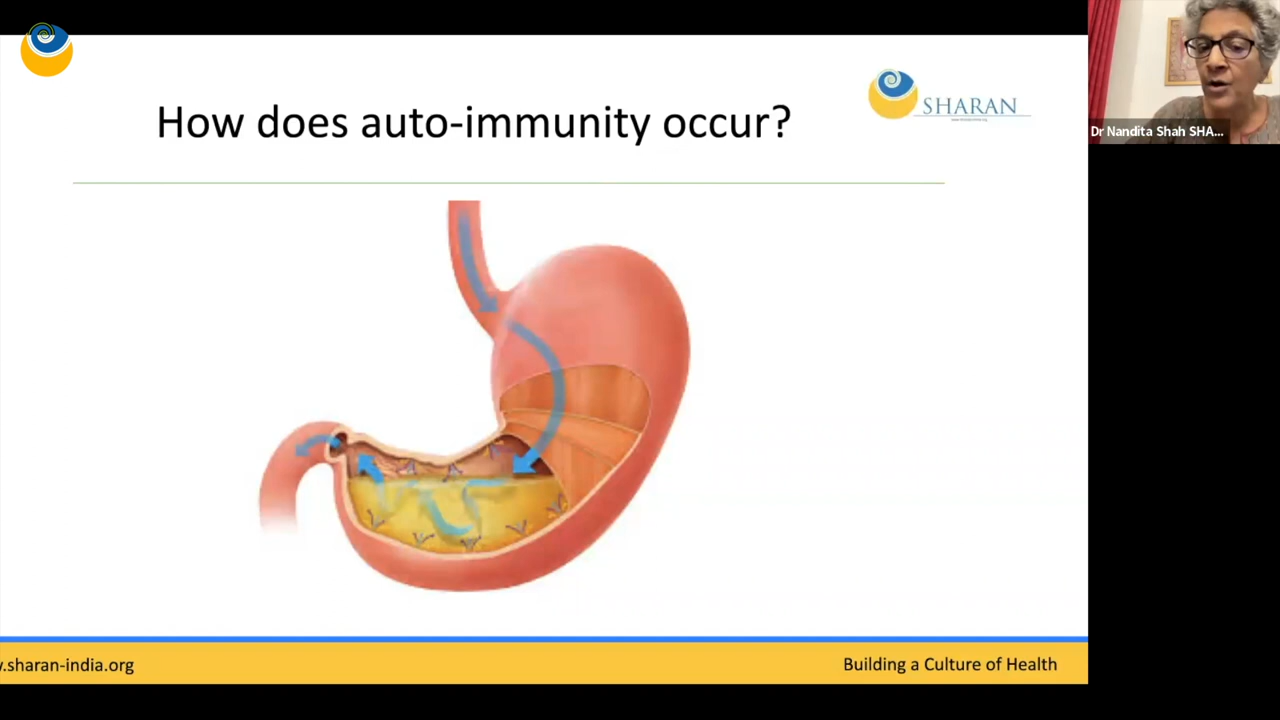 How does auto-immunity occur?
SHARAN
Dr Nandita Shah SHA...
.sharan-india.org
Building a Culture of Health